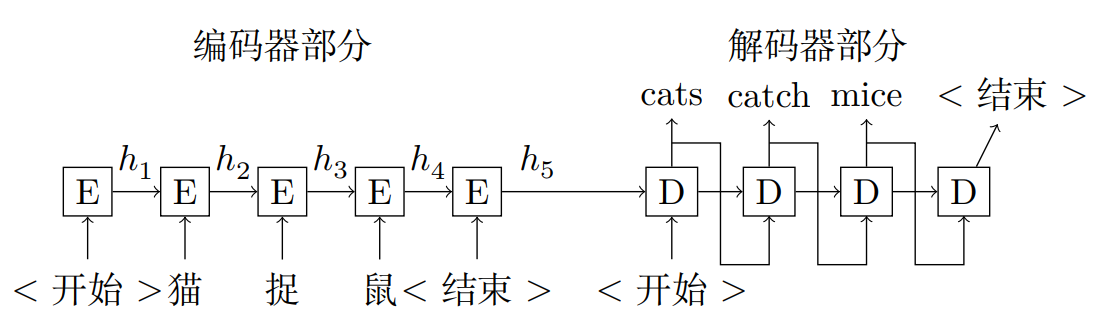 编码器部分 解码器部分
cats catch mice < 结束 >
h₁ h₂ h₃ h₄ h₅
E E E E E D D D D
< 开始 > 猫 捉 鼠 < 结束 > < 开始 >